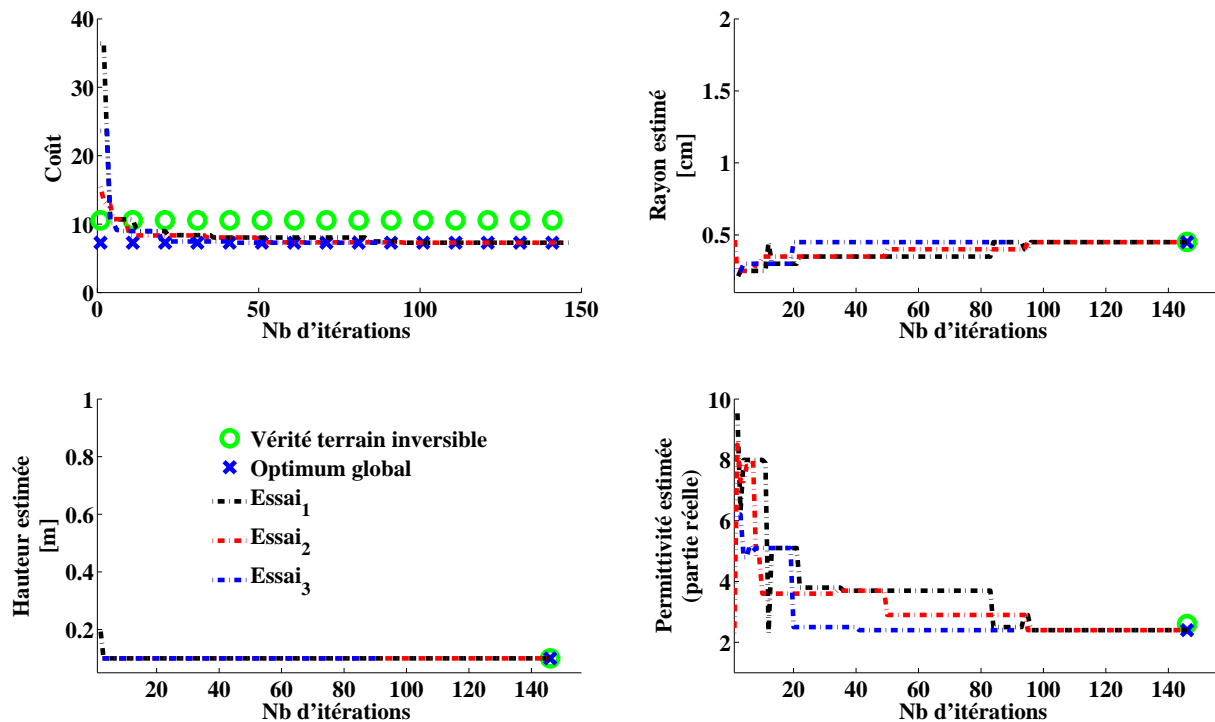 40
30
20
10
0
Coût
0
50
100
150
Nb d'itérations
2
1.5
1
0.5
Rayon estimé
[cm]
20
40
60
80
100
120
140
Nb d'itérations
1
0.8
0.6
0.4
0.2
Hauteur estimée
[m]
Vérité terrain inversible
Optimum global
Essai1
Essai2
Essai3
20
40
60
80
100
120
140
Nb d'itérations
10
8
6
4
2
Permittivité estimée
(partie réelle)
20
40
60
80
100
120
140
Nb d'itérations